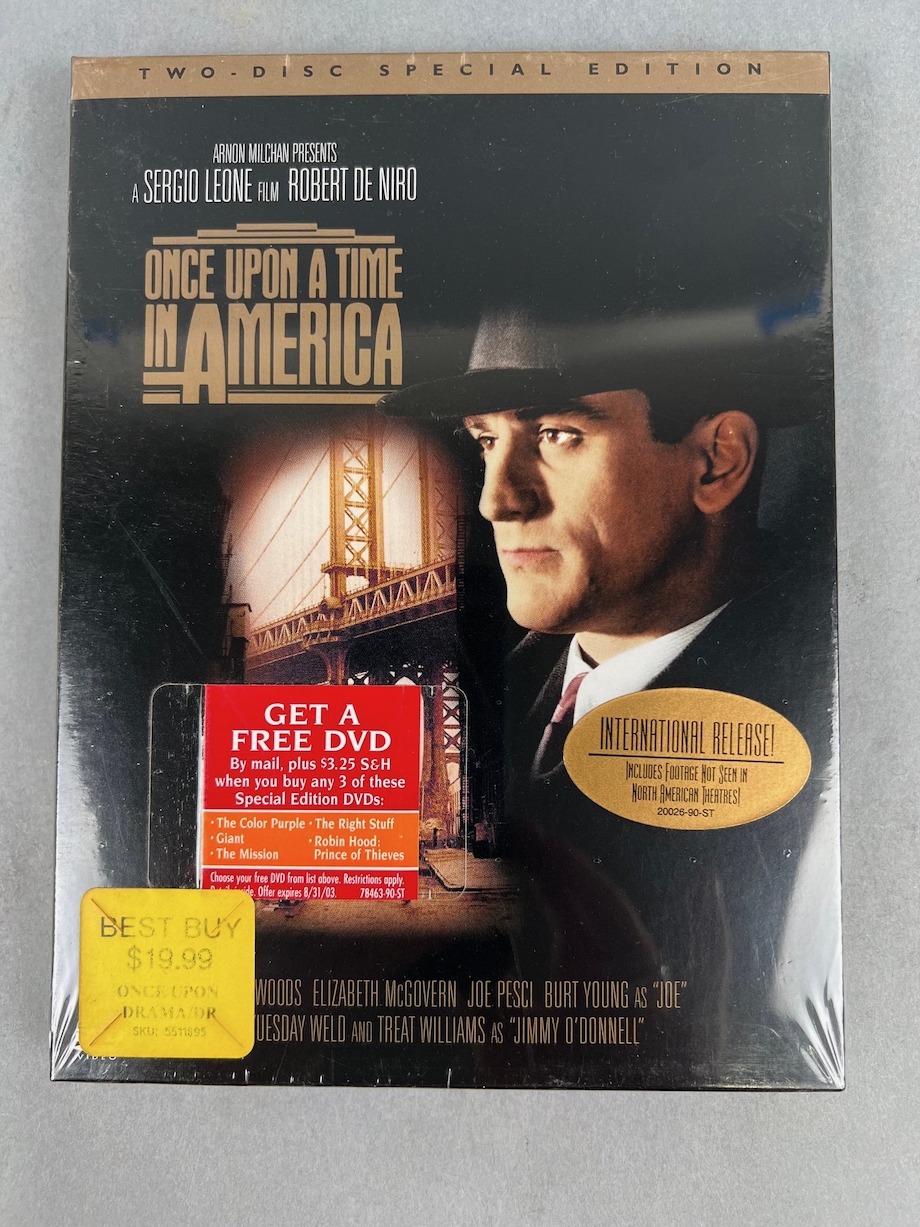 TWO-DISC SPECIAL EDITION
ARNON MILCHAN PRESENTS
A SERGIO LEONE FILM ROBERT DE NIRO
ONCE UPON A TIME
IN AMERICA
GET A
FREE DVD
By mail, plus $3.25 S&H
when you buy any 3 of these
Special Edition DVDs:
· The Color Purple · The Right Stuff
· Giant · Robin Hood:
· The Mission Prince of Thieves
Choose your free DVD from list above. Restrictions apply.
Offer expires 8/31/03. 78463-90-ST
INTERNATIONAL RELEASE!
INCLUDES FOOTAGE NOT SEEN IN
NORTH AMERICAN THEATRES!
20026-90-ST
BEST BUY
$19.99
ONCE UPON
DRAMA/DR
SKU: 5511895
WOODS ELIZABETH McGOVERN JOE PESCI BURT YOUNG AS "JOE"
UESDAY WELD AND TREAT WILLIAMS AS "JIMMY O'DONNELL"
VIDEO